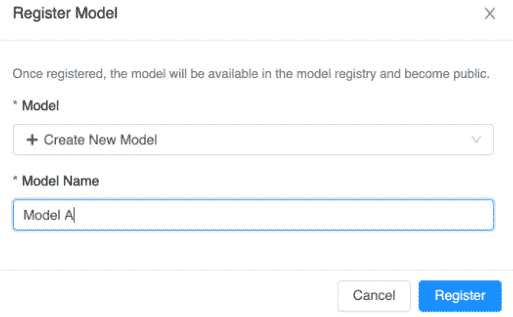 Register Model
Once registered, the model will be available in the model registry and become public.
* Model
+ Create New Model
* Model Name
Model A
Cancel
Register